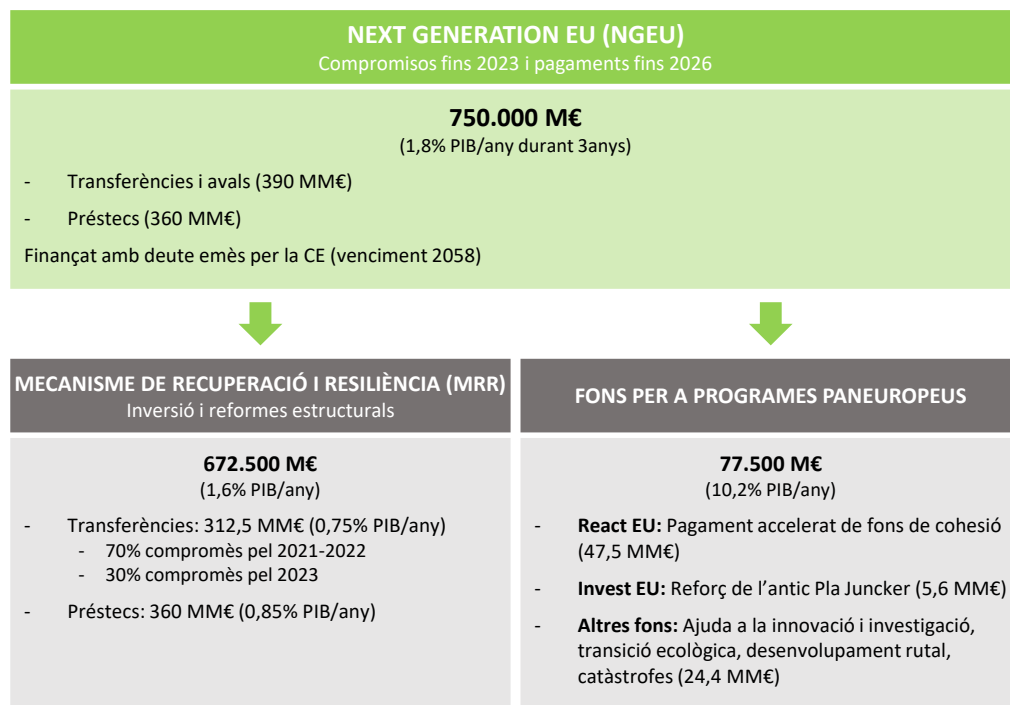 NEXT GENERATION EU (NGEU)
Compromisos fins 2023 i pagaments fins 2026
750.000 M€
(1,8% PIB/any durant 3anys)
- Transferències i avals (390 MM€)
- Préstecs (360 MM€)
Finançat amb deute emès per la CE (venciment 2058)
MECANISME DE RECUPERACIÓ I RESILIÈNCIA (MRR)
Inversió i reformes estructurals
672.500 M€
(1,6% PIB/any)
- Transferències: 312,5 MM€ (0,75% PIB/any)
- 70% compromès pel 2021-2022
- 30% compromès pel 2023
- Préstecs: 360 MM€ (0,85% PIB/any)
FONS PER A PROGRAMES PANEUROPEUS
77.500 M€
(10,2% PIB/any)
- React EU: Pagament accelerat de fons de cohesió
(47,5 MM€)
- Invest EU: Reforç de l’antic Pla Juncker (5,6 MM€)
- Altres fons: Ajuda a la innovació i investigació,
transició ecològica, desenvolupament rutal,
catàstrofes (24,4 MM€)